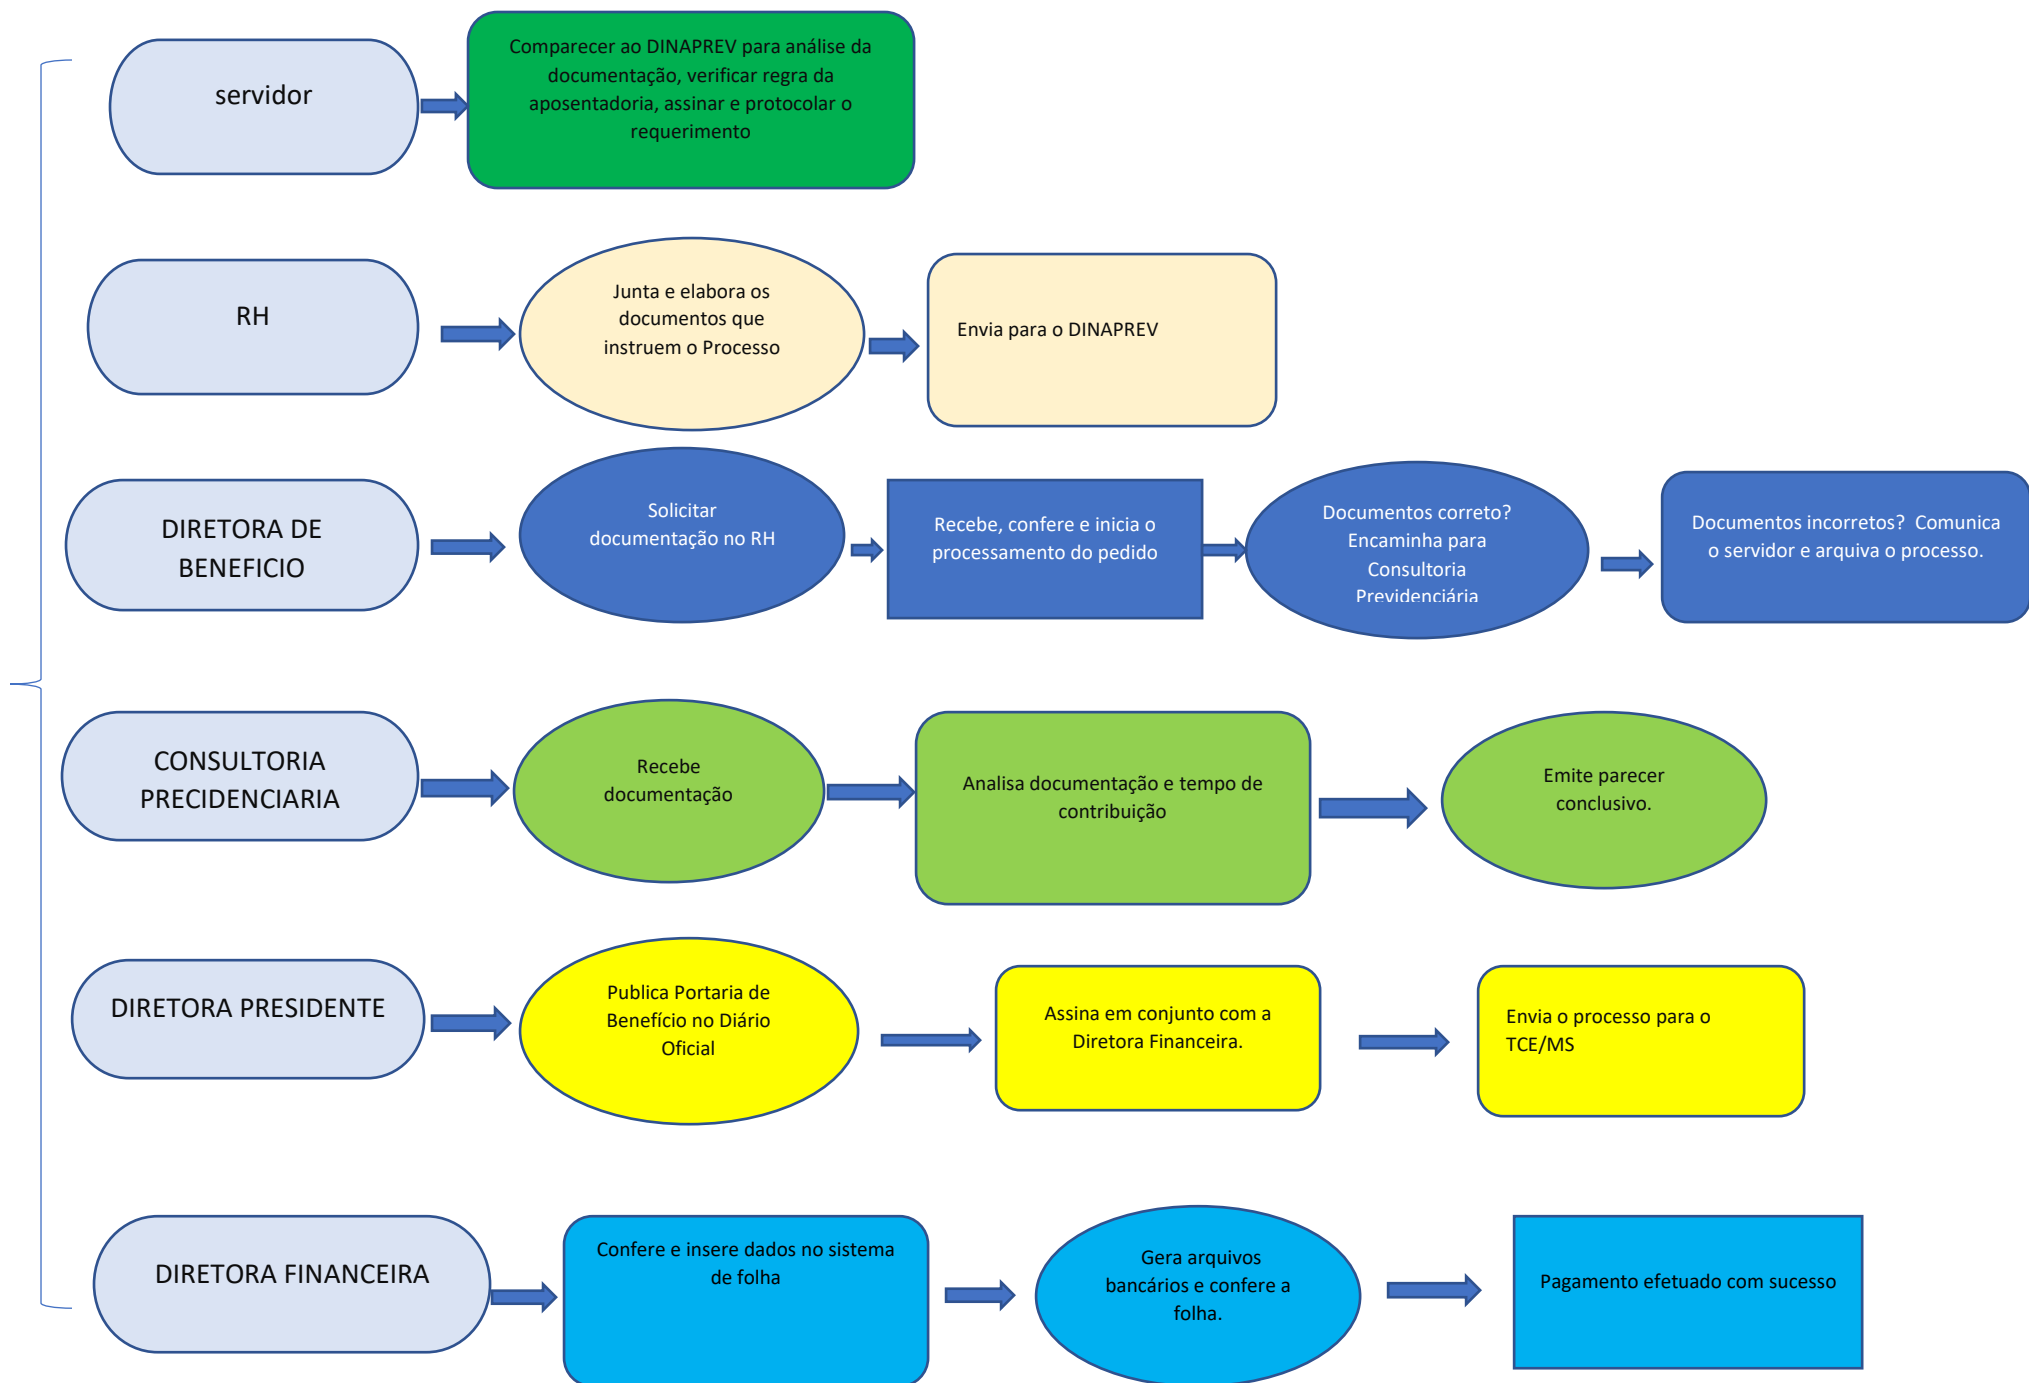 servidor
Comparecer ao DINAPREV para análise da
documentação, verificar regra da
aposentadoria, assinar e protocolar o
requerimento
RH
Junta e elabora os
documentos que
instruem o Processo
Envia para o DINAPREV
DIRETORA DE
BENEFICIO
Solicitar
documentação no RH
Recebe, confere e inicia o
processamento do pedido
Documentos correto?
Encaminha para
Consultoria
Previdenciária
Documentos incorretos? Comunica
o servidor e arquiva o processo.
CONSULTORIA
PRECIDENCIARIA
Recebe
documentação
Analisa documentação e tempo de
contribuição
Emite parecer
conclusivo.
DIRETORA PRESIDENTE
Publica Portaria de
Benefício no Diário
Oficial
Assina em conjunto com a
Diretora Financeira.
Envia o processo para o
TCE/MS
DIRETORA FINANCEIRA
Confere e insere dados no sistema
de folha
Gera arquivos
bancários e confere a
folha.
Pagamento efetuado com sucesso